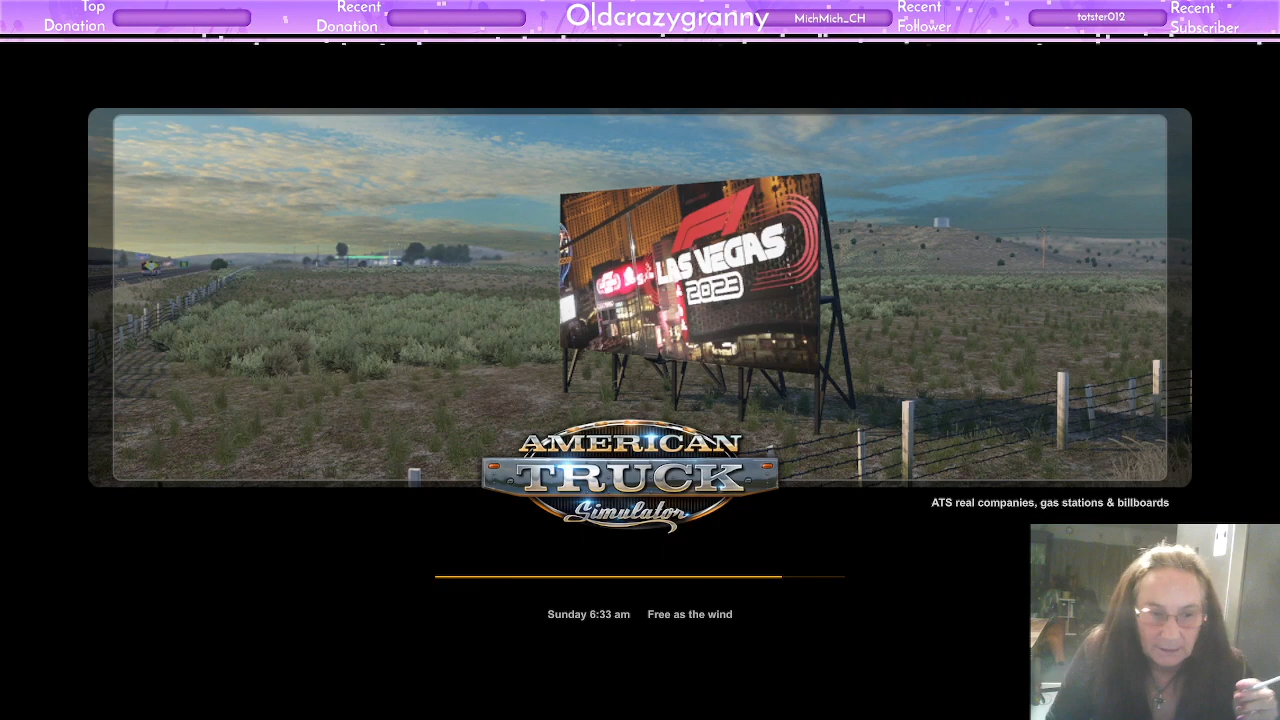 Top
Donation
Recent
Donation
Oldcrazygranny
MichMich_CH
Recent
Follower
totster012
Recent
Subscriber
LAS VEGAS
2023
AMERICAN
TRUCK
Simulator
ATS real companies, gas stations & billboards
Sunday 6:33 am Free as the wind